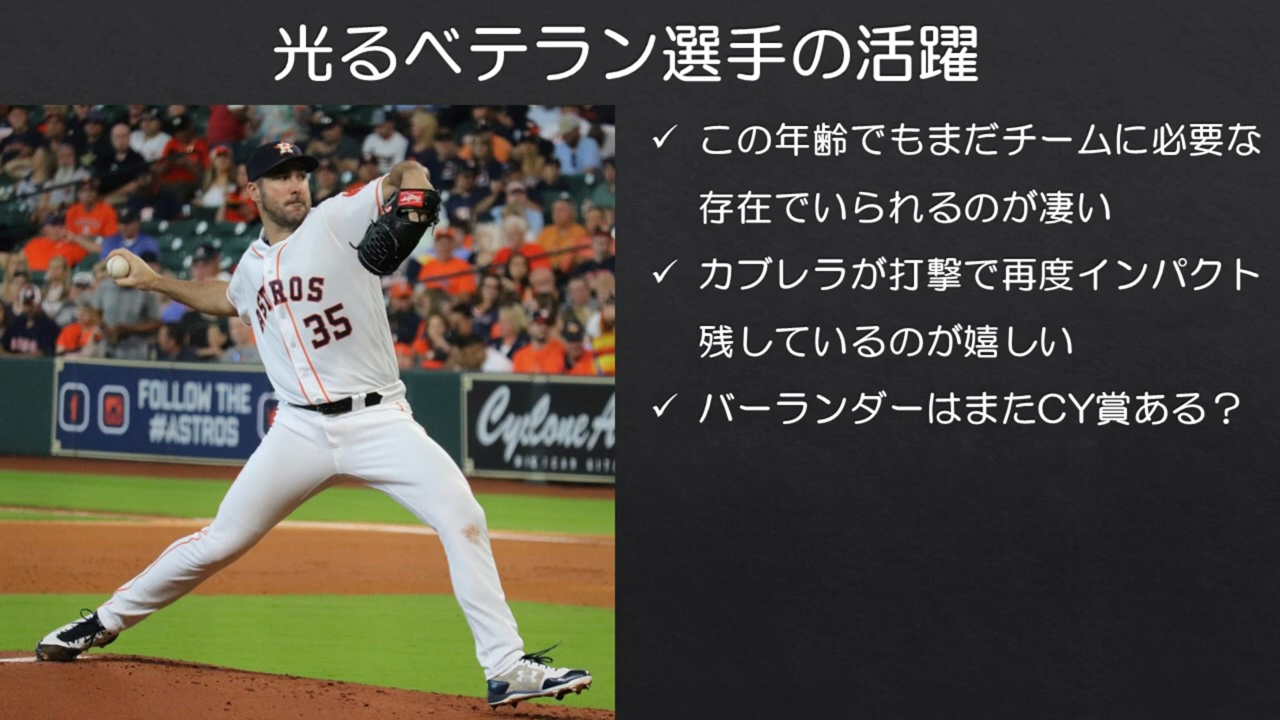 光るベテラン選手の活躍
✓ この年齢でもまだチームに必要な
存在でいられるのが凄い
✓ カブレラが打撃で再度インパクト
残しているのが嬉しい
✓ バーランダーはまたCY賞ある？
ASTROS
35
FOLLOW THE
#ASTROS
Cyclone A